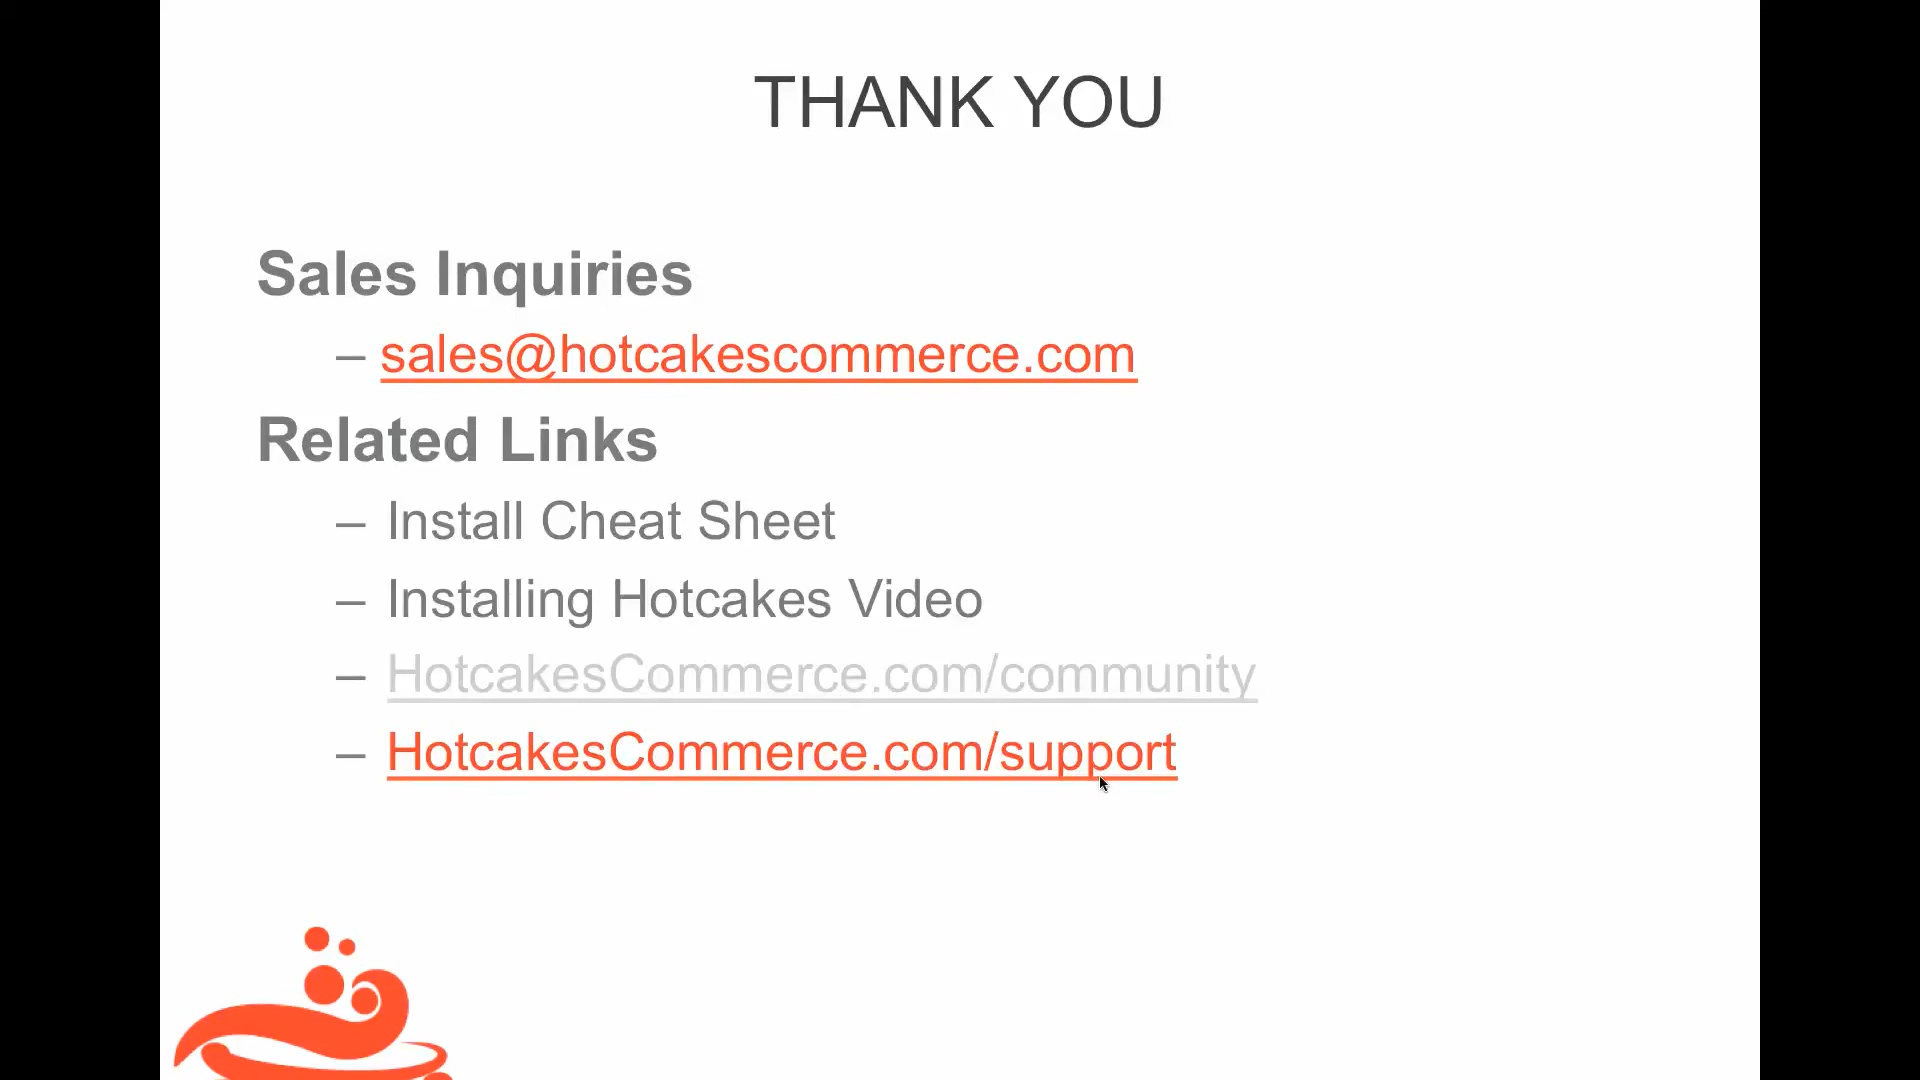 THANK YOU
Sales Inquiries
– sales@hotcakescommerce.com
Related Links
– Install Cheat Sheet
– Installing Hotcakes Video
– HotcakesCommerce.com/community
– HotcakesCommerce.com/support